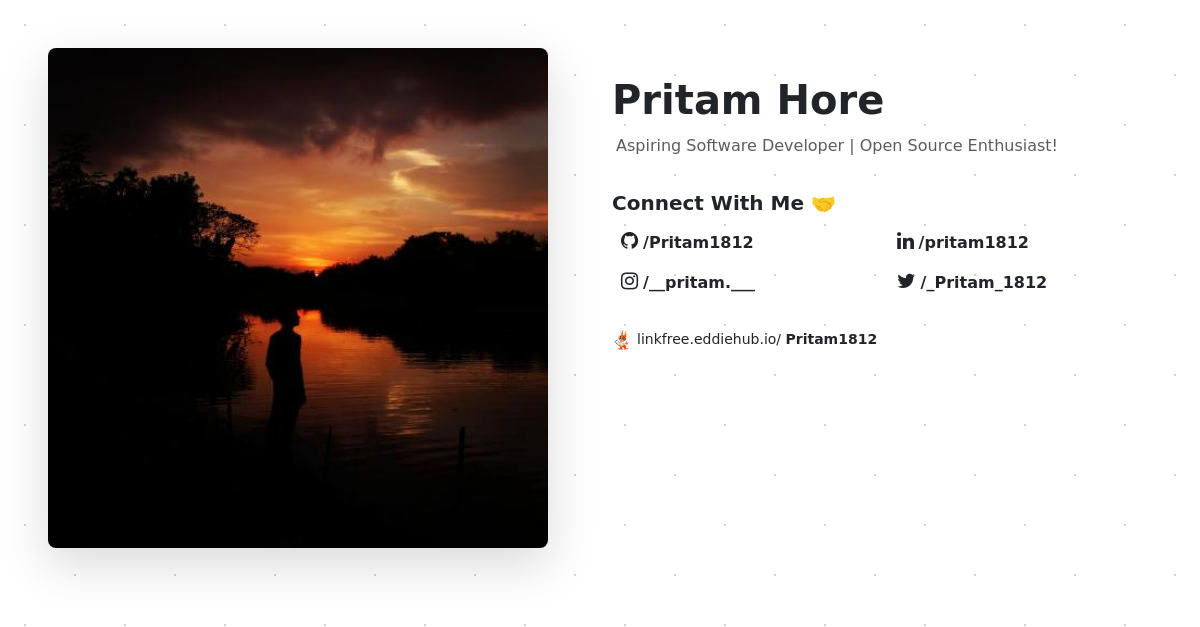 Pritam Hore
Aspiring Software Developer | Open Source Enthusiast!
Connect With Me 🤝
/Pritam1812
/pritam1812
/__pritam.___
/_Pritam_1812
linkfree.eddiehub.io/ Pritam1812